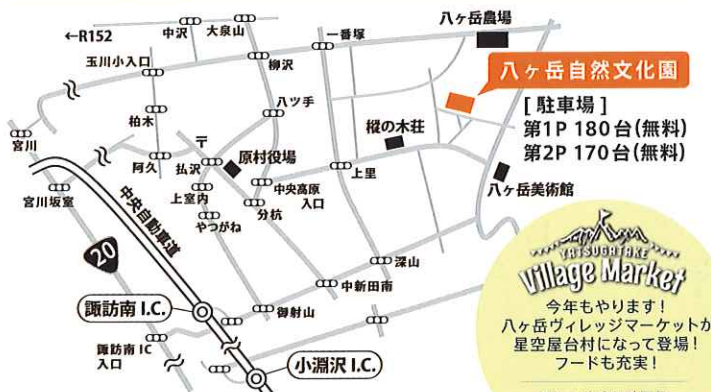 八ヶ岳農場
←R152
中沢
大泉山
一番塚
玉川小入口
柳沢
八ヶ岳自然文化園
[駐車場]
第1P 180台(無料)
第2P 170台(無料)
八ツ手
柏木
宮川
〒
原村役場
樅の木荘
阿久
払沢
上里
八ヶ岳美術館
宮川坂室
上室内
中央高原
入口
中央自動車道
やつがね
分杭
20
深山
YATSUGATAKE
Village Market
諏訪南 I.C.
御射山
中新田南
今年もやります!
八ヶ岳ヴィレッジマーケットが
星空屋台村になって登場!
フードも充実!
諏訪南IC
入口
小淵沢 I.C.